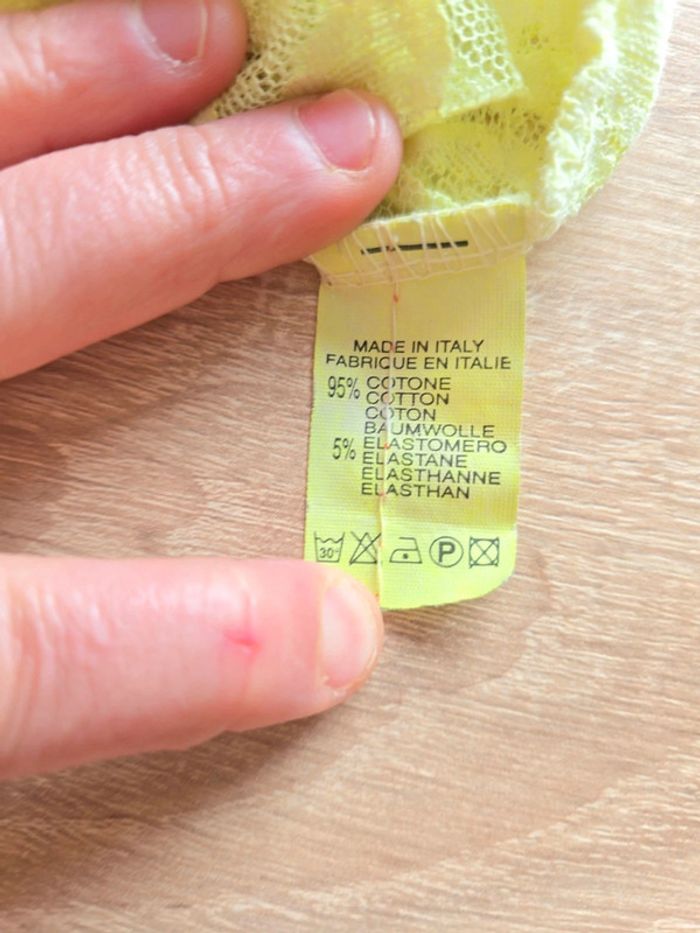 MADE IN ITALY
FABRIQUE EN ITALIE
95% COTONE
COTTON
COTON
BAUMWOLLE
5% ELASTOMERO
ELASTANE
ELASTHANNE
ELASTHAN
30° P